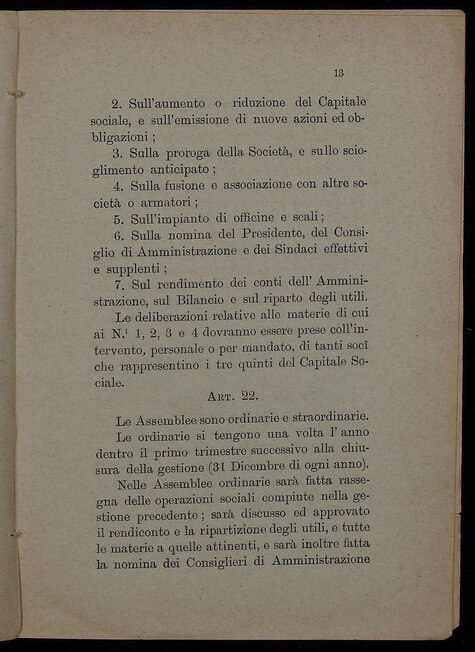 13
2. Sull'aumento o riduzione del Capitale
sociale, e sull'emissione di nuove azioni ed ob-
bligazioni ;
3. Sulla proroga della Società, e sullo scio-
glimento anticipato ;
4. Sulla fusione e associazione con altre so-
cietà o armatori ;
5. Sull'impianto di officine e scali ;
6. Sulla nomina del Presidente, del Consi-
glio di Amministrazione e dei Sindaci effettivi
e supplenti ;
7. Sul rendimento dei conti dell' Ammini-
strazione, sul Bilancio e sul riparto degli utili.
Le deliberazioni relative alle materie di cui
ai N.i 1, 2, 3 e 4 dovranno essere prese coll'in-
tervento, personale o per mandato, di tanti socî
che rappresentino i tre quinti del Capitale So-
ciale.
ART. 22.
Le Assemblee sono ordinarie e straordinarie.
Le ordinarie si tengono una volta l' anno
dentro il primo trimestre successivo alla chiu-
sura della gestione (31 Dicembre di ogni anno).
Nelle Assemblee ordinarie sarà fatta rasse-
gna delle operazioni sociali compiute nella ge-
stione precedente ; sarà discusso ed approvato
il rendiconto e la ripartizione degli utili, e tutte
le materie a quelle attinenti, e sarà inoltre fatta
la nomina dei Consiglieri di Amministrazione